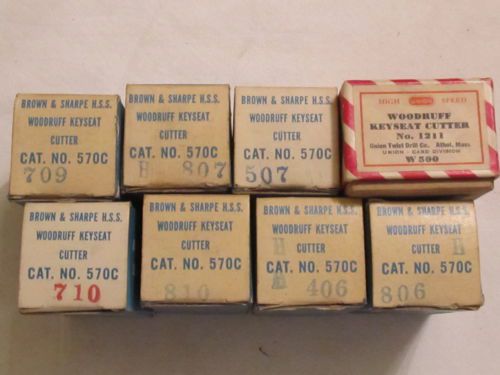 BROWN & SHARPE H.S.S.
WOODRUFF KEYSEAT
CUTTER
CAT. NO. 570C
709
BROWN & SHARPE H.S.S.
WOODRUFF KEYSEAT
CUTTER
CAT. NO. 570C
H 807
BROWN & SHARPE H.S.S.
WOODRUFF KEYSEAT
CUTTER
CAT. NO. 570C
507
HIGH SPEED
WOODRUFF
KEYSEAT CUTTER
No. 1211
Union Twist Drill Co. Athol, Mass.
UNION - CARD DIVISION
W 500
BROWN & SHARPE H.S.S.
WOODRUFF KEYSEAT
CUTTER
CAT. NO. 570C
710
BROWN & SHARPE H.S.S.
WOODRUFF KEYSEAT
CUTTER
CAT. NO. 570C
810
BROWN & SHARPE H.S.S.
H
WOODRUFF KEYSEAT
CUTTER
CAT. NO. 570C
406
BROWN & SHARPE H.S.S.
WOODRUFF KEYSEAT
CUTTER H
CAT. NO. 570C
806